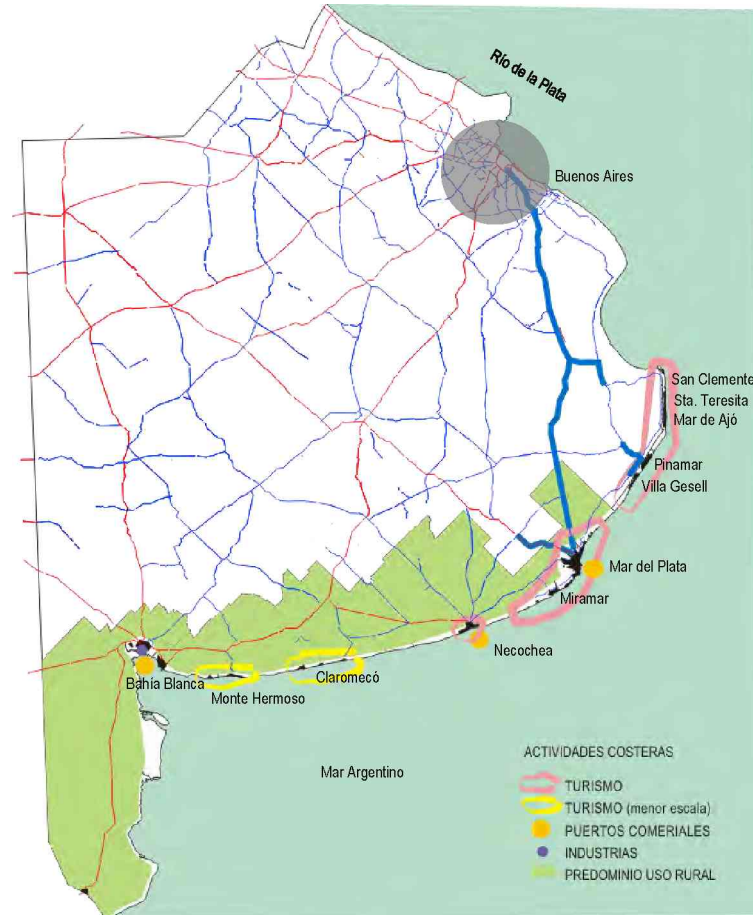 Río de la Plata
Buenos Aires
San Clemente
Sta. Teresita
Mar de Ajó
Pinamar
Villa Gesell
Mar del Plata
Miramar
Necochea
Claromecó
Bahía Blanca
Monte Hermoso
Mar Argentino
ACTIVIDADES COSTERAS
TURISMO
TURISMO (menor escala)
PUERTOS COMERIALES
INDUSTRIAS
PREDOMINIO USO RURAL